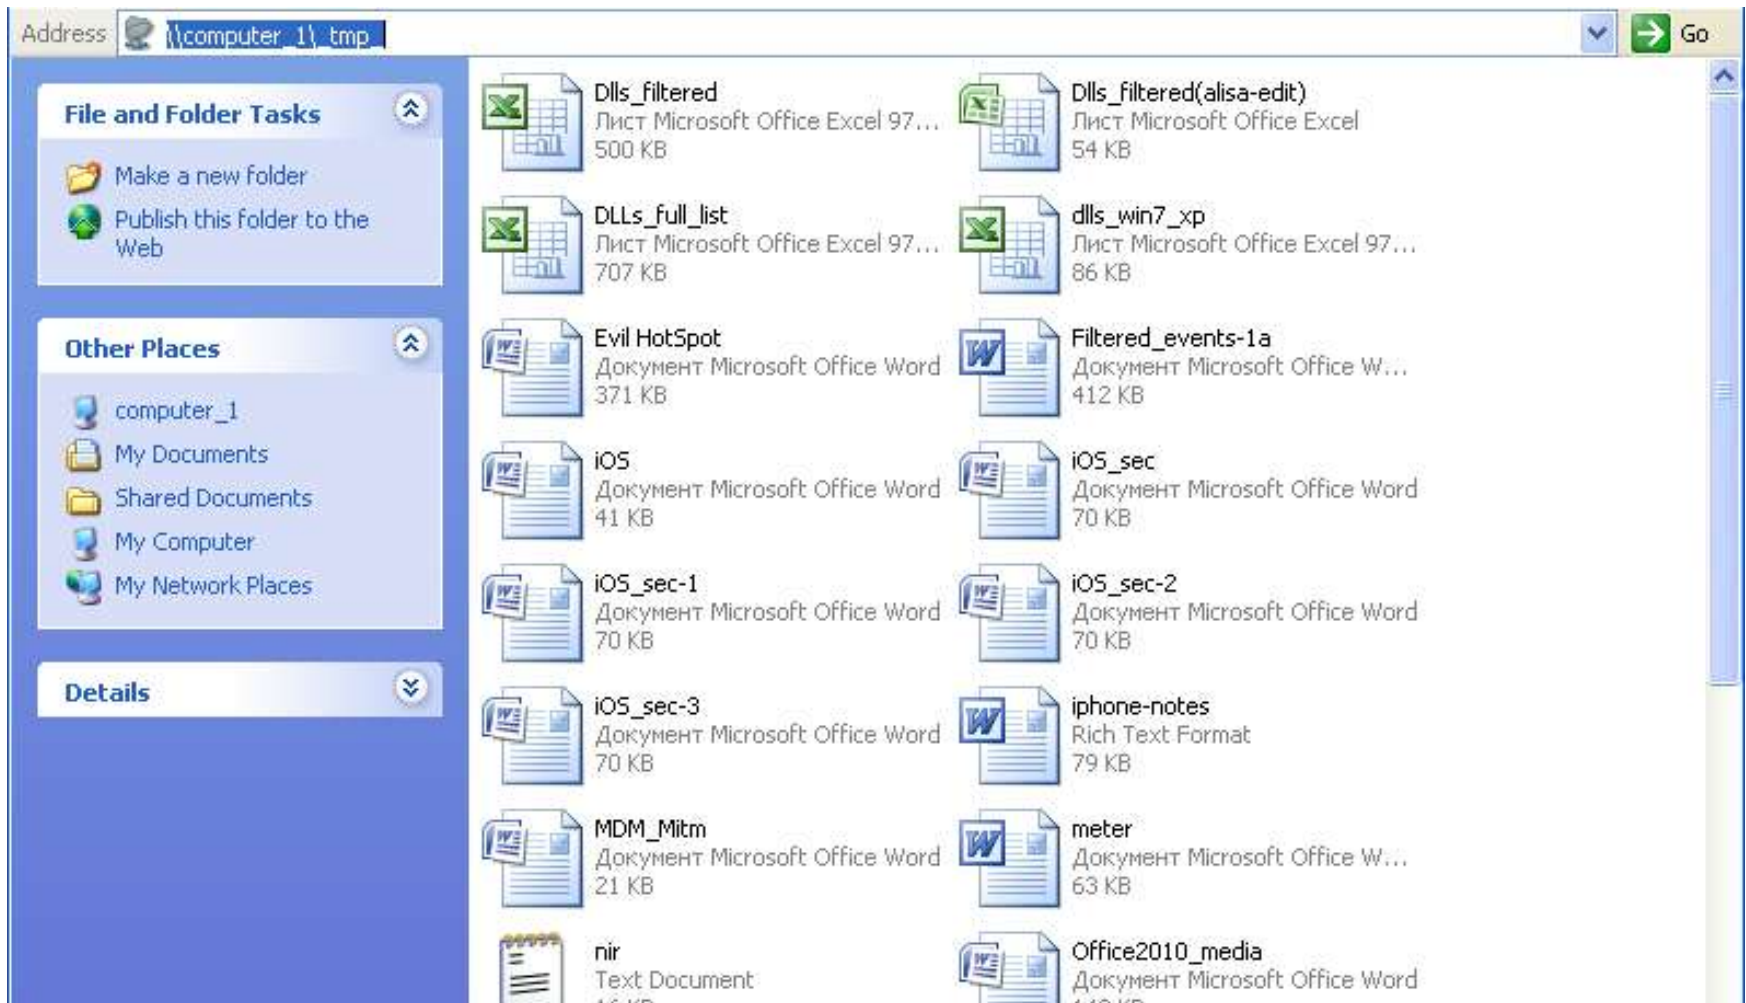 Address \\computer_1\_tmp_ Go
File and Folder Tasks
Make a new folder
Publish this folder to the
Web
Other Places
computer_1
My Documents
Shared Documents
My Computer
My Network Places
Details
Dlls_filtered
Лист Microsoft Office Excel 97...
500 KB
Dlls_filtered(alisa-edit)
Лист Microsoft Office Excel
54 KB
DLLs_full_list
Лист Microsoft Office Excel 97...
707 KB
dlls_win7_xp
Лист Microsoft Office Excel 97...
86 KB
Evil HotSpot
Документ Microsoft Office Word
371 KB
Filtered_events-1a
Документ Microsoft Office W...
412 KB
iOS
Документ Microsoft Office Word
41 KB
iOS_sec
Документ Microsoft Office Word
70 KB
iOS_sec-1
Документ Microsoft Office Word
70 KB
iOS_sec-2
Документ Microsoft Office Word
70 KB
iOS_sec-3
Документ Microsoft Office Word
70 KB
iphone-notes
Rich Text Format
79 KB
MDM_Mitm
Документ Microsoft Office Word
21 KB
meter
Документ Microsoft Office W...
63 KB
nir
Text Document
Office2010_media
Документ Microsoft Office Word